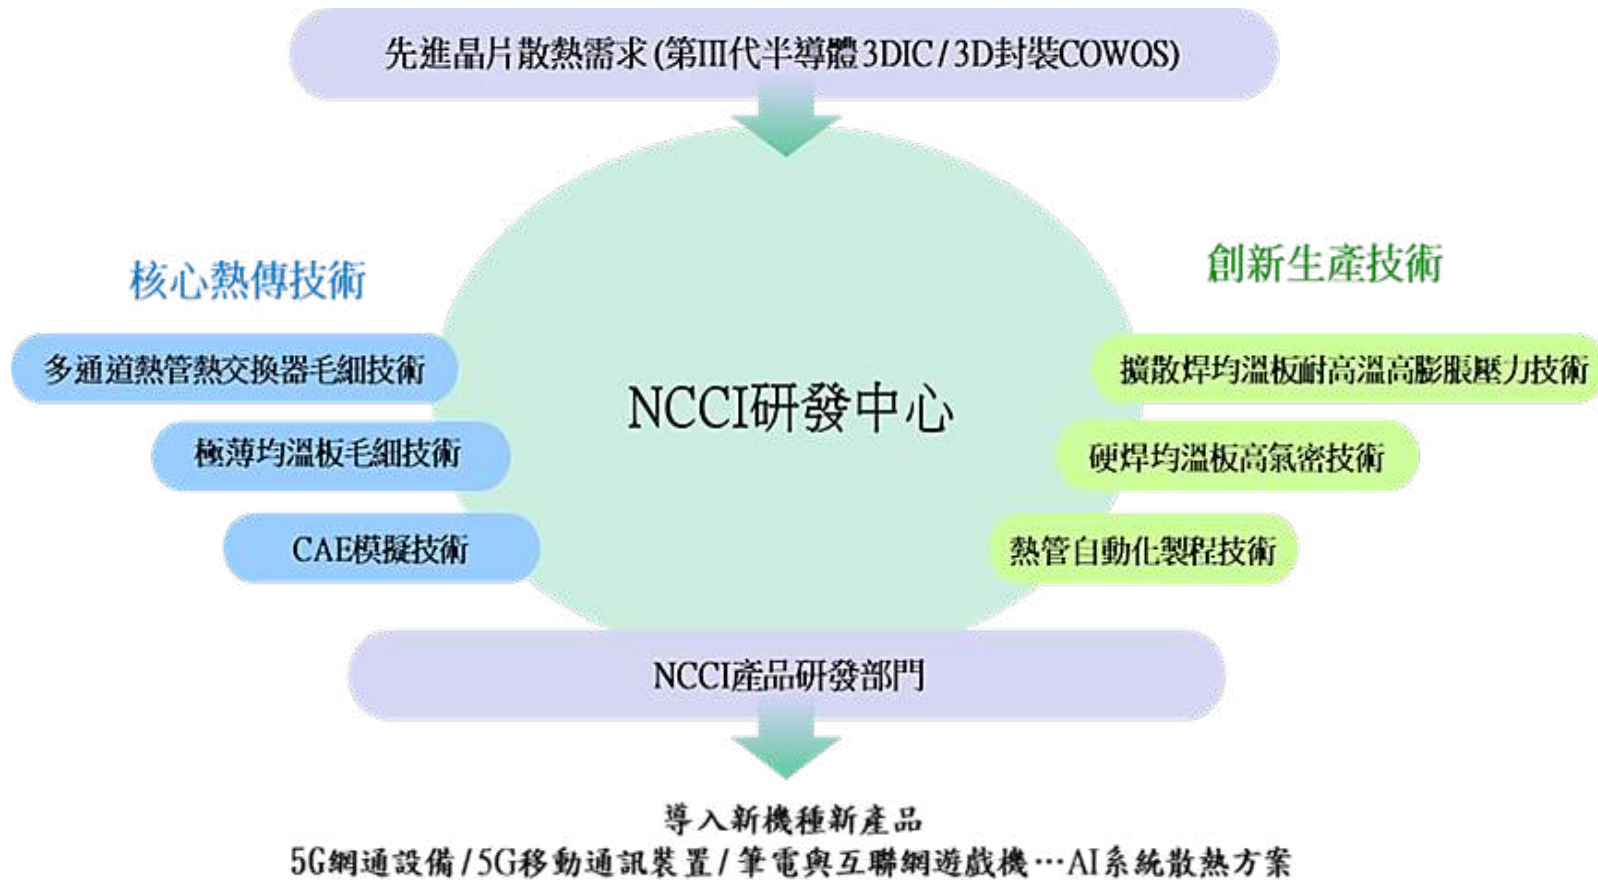 先進晶片散熱需求(第III代半導體3DIC/3D封裝COWOS)
核心熱傳技術
多通道熱管熱交換器毛細技術
極薄均溫板毛細技術
CAE模擬技術
NCCI研發中心
創新生產技術
擴散焊均溫板耐高溫高膨脹壓力技術
硬焊均溫板高氣密技術
熱管自動化製程技術
NCCI產品研發部門
導入新機種新產品
5G網通設備/5G移動通訊裝置/筆電與互聯網遊戲機…AI系統散熱方案